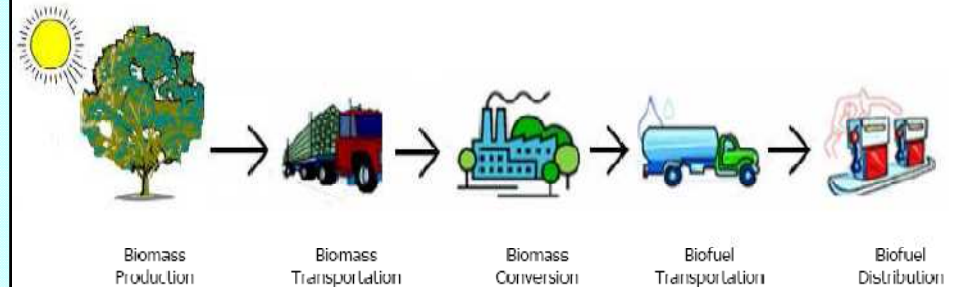 Biomass
Production
Biomass
Transportation
Biomass
Conversion
Biofuel
Transportation
Biofuel
Distribution